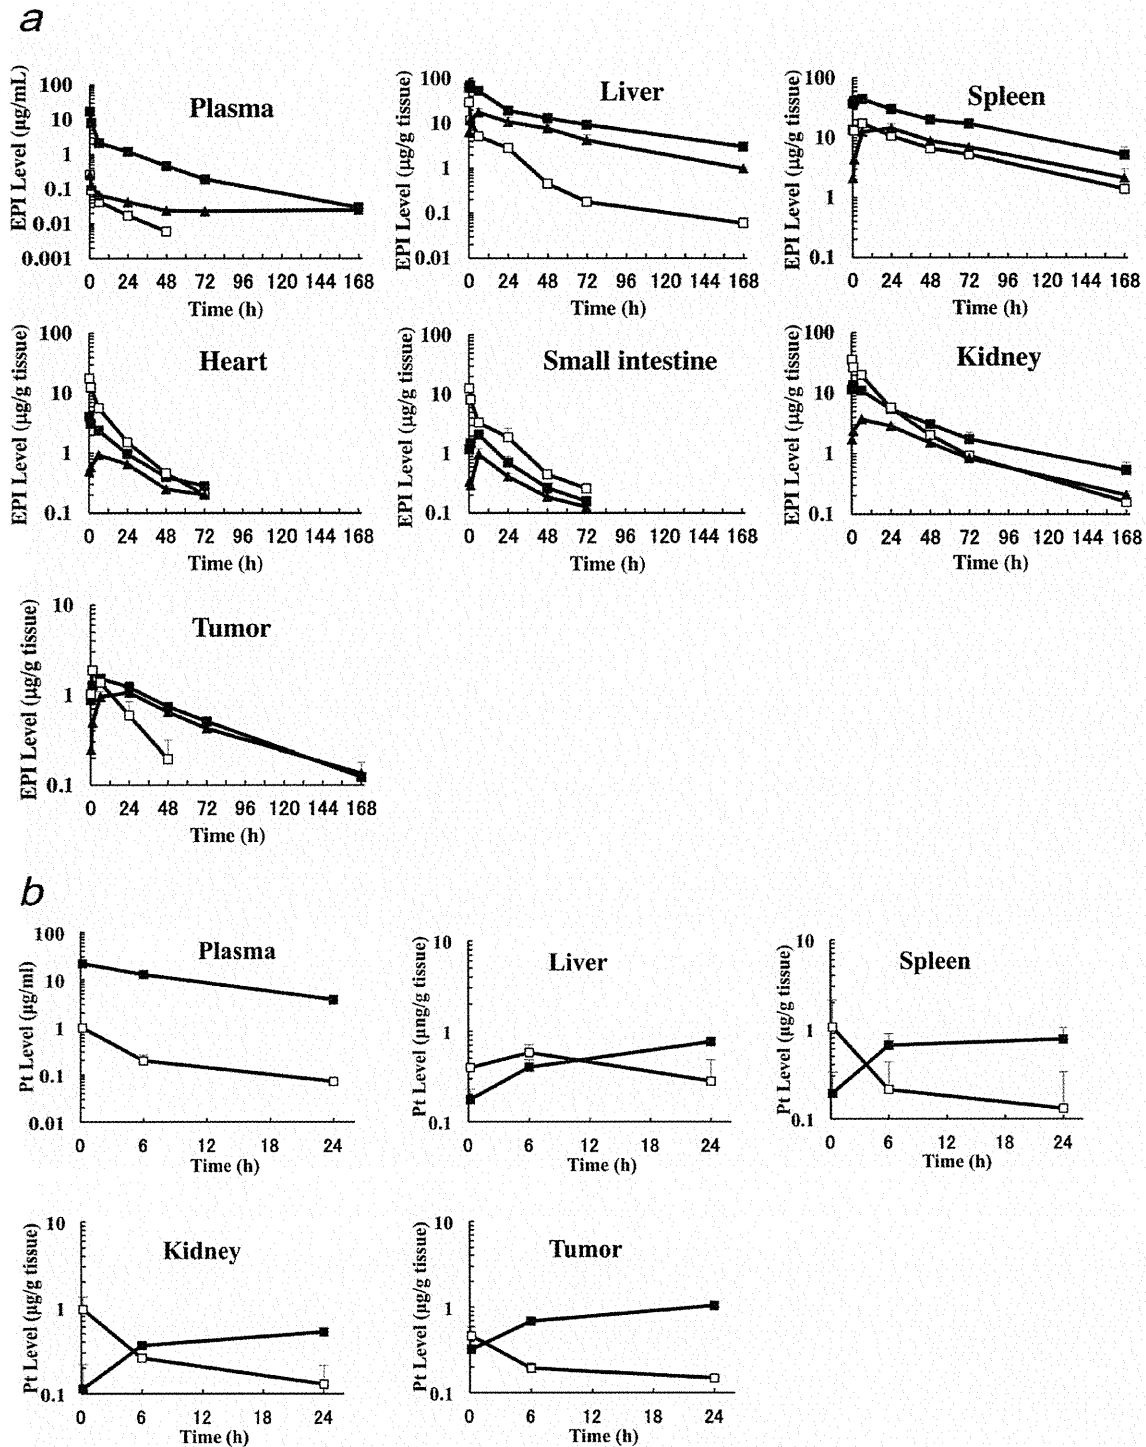 a
Plasma
EPI Level (µg/mL)
100
10
1
0.1
0.01
0.001
0 24 48 72 96 120 144 168
Time (h)
Liver
EPI Level (µg/g tissue)
100
10
1
0.1
0.01
0 24 48 72 96 120 144 168
Time (h)
Spleen
EPI Level (µg/g tissue)
100
10
1
0.1
0 24 48 72 96 120 144 168
Time (h)
Heart
EPI Level (µg/g tissue)
100
10
1
0.1
0 24 48 72 96 120 144 168
Time (h)
Small intestine
EPI Level (µg/g tissue)
100
10
1
0.1
0 24 48 72 96 120 144 168
Time (h)
Kidney
EPI Level (µg/g tissue)
100
10
1
0.1
0 24 48 72 96 120 144 168
Time (h)
Tumor
EPI Level (µg/g tissue)
10
1
0.1
0 24 48 72 96 120 144 168
Time (h)
b
Plasma
Pt Level (µg/ml)
100
10
1
0.1
0.01
0 6 12 18 24
Time (h)
Liver
Pt Level (µng/g tissue)
10
1
0.1
0 6 12 18 24
Time (h)
Spleen
Pt Level (µg/g tissue)
10
1
0.1
0 6 12 18 24
Time (h)
Kidney
Pt Level (µg/g tissue)
10
1
0.1
0 6 12 18 24
Time (h)
Tumor
Pt Level (µg/g tissue)
10
1
0.1
0 6 12 18 24
Time (h)